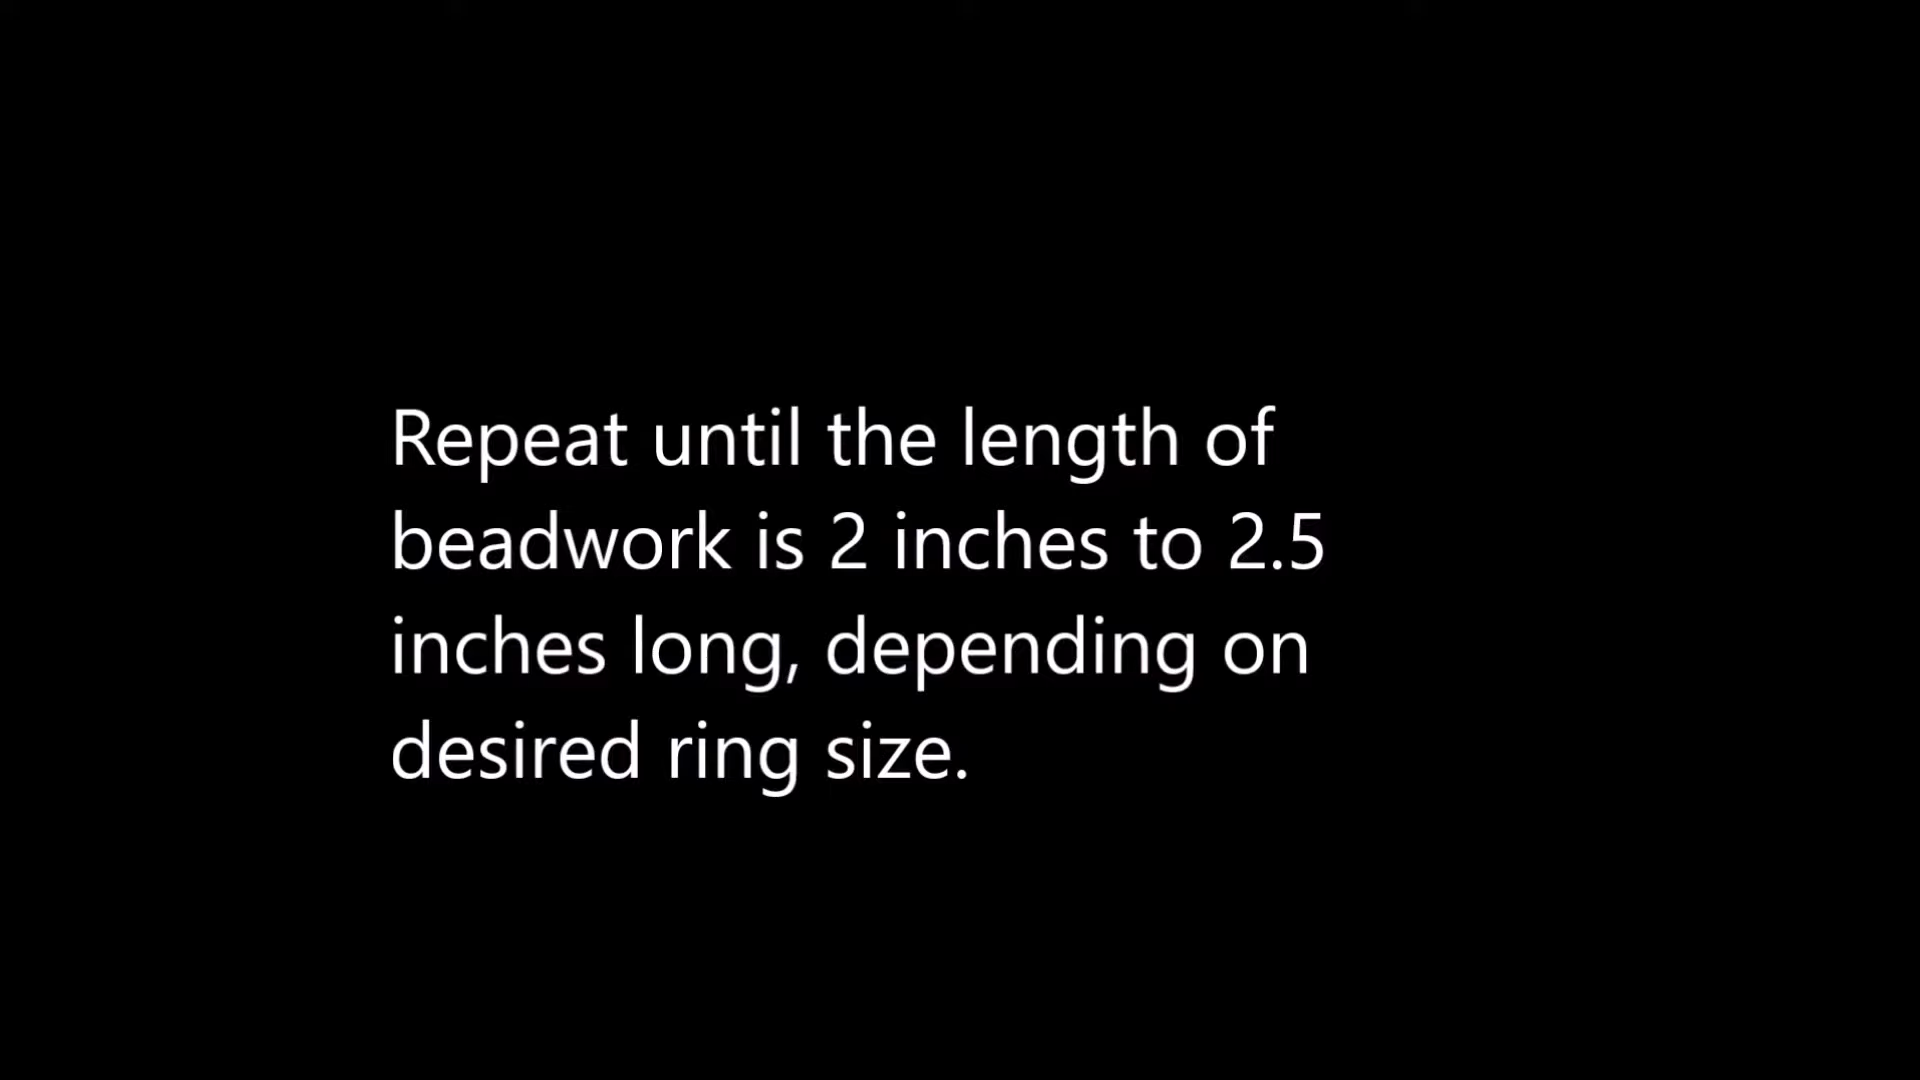 Repeat until the length of
beadwork is 2 inches to 2.5
inches long, depending on
desired ring size.